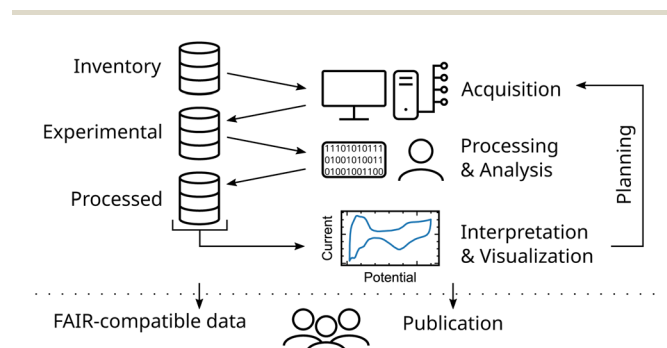 Inventory
Acquisition
Experimental
11101010111
01001010011
01001001100
Processing
& Analysis
Planning
Processed
Current
Potential
Interpretation
& Visualization
FAIR-compatible data
Publication